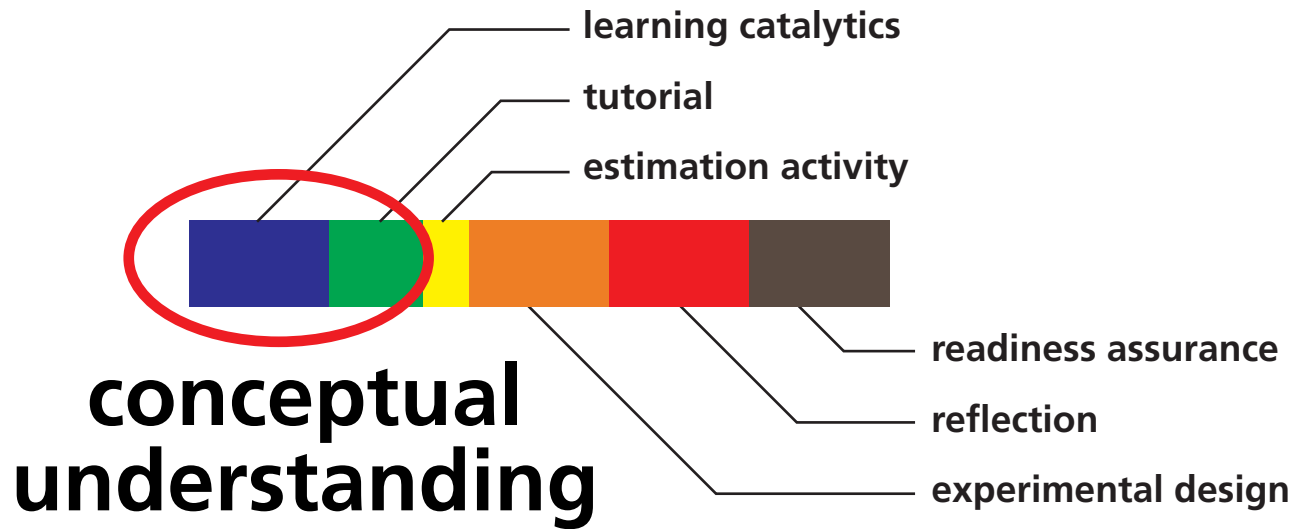 learning catalytics
tutorial
estimation activity
readiness assurance
reflection
experimental design
conceptual
understanding